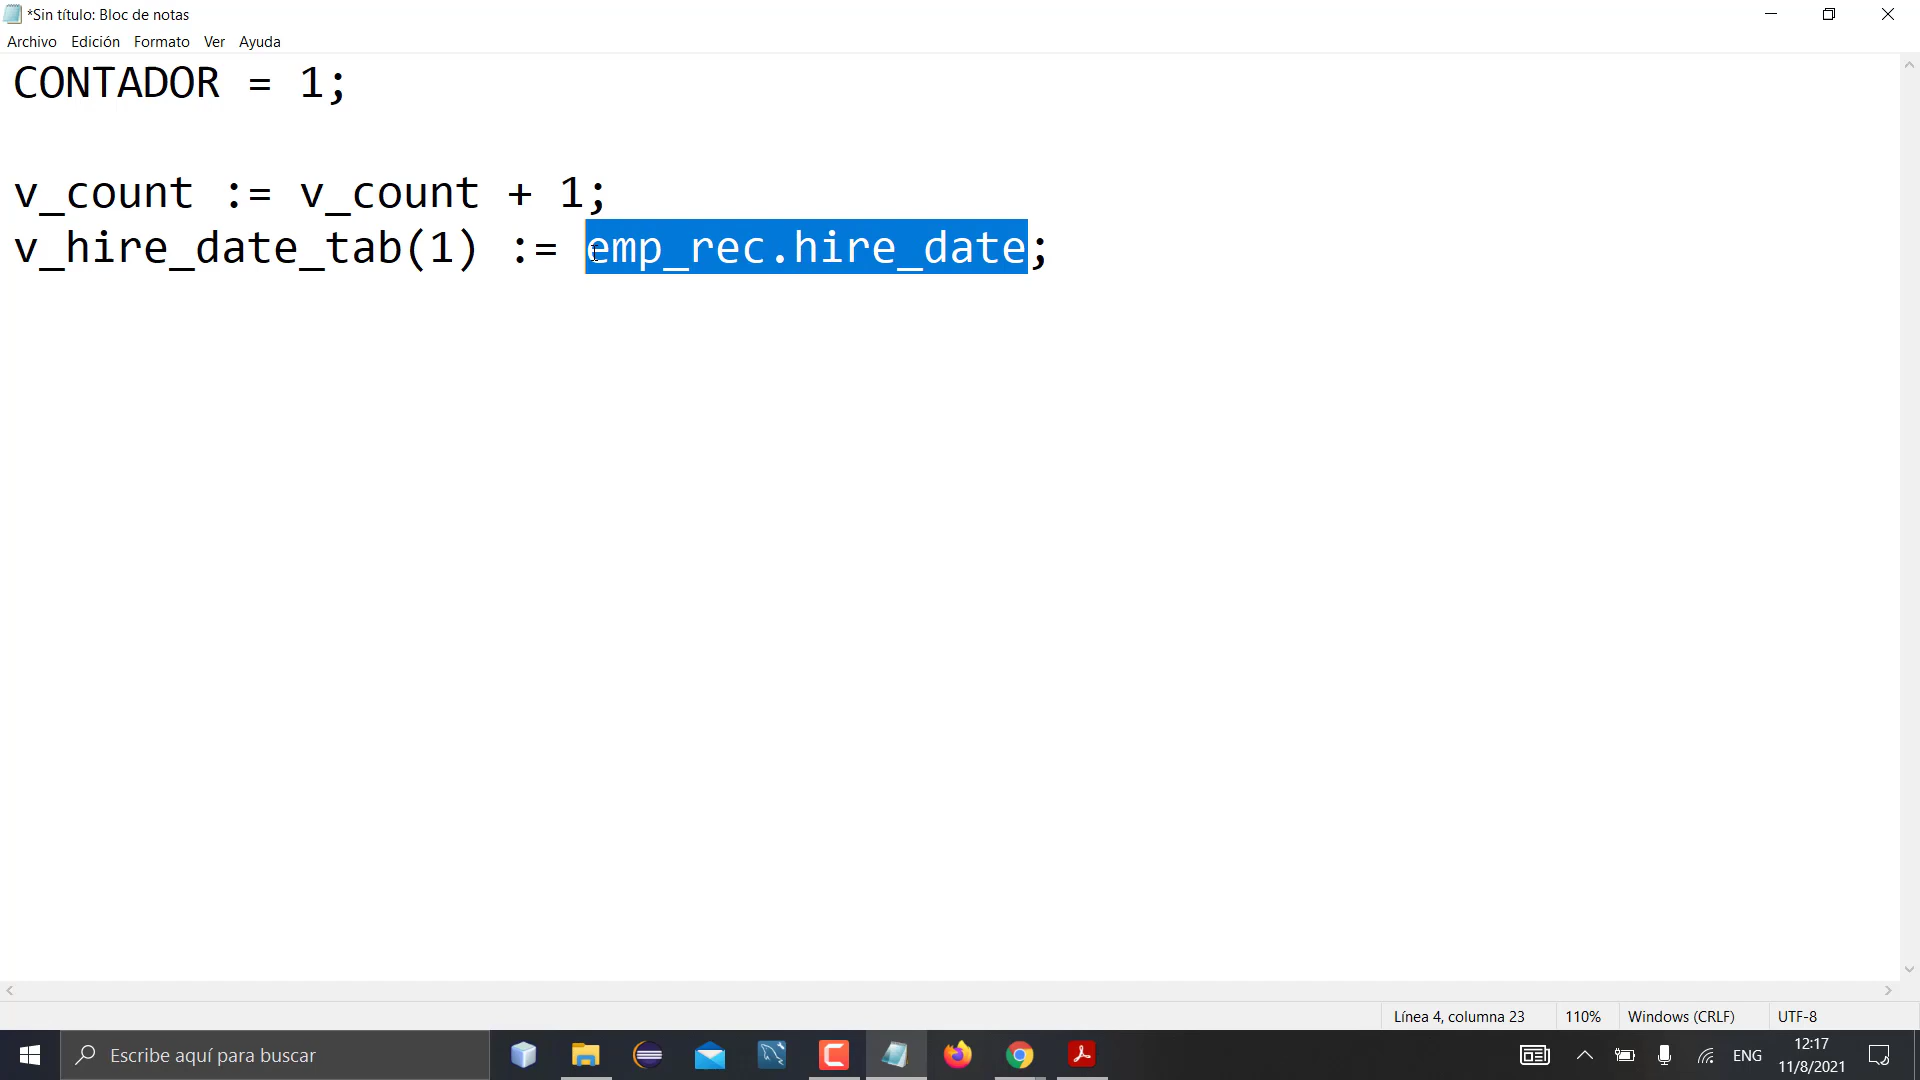 *Sin título: Bloc de notas
Archivo Edición Formato Ver Ayuda
CONTADOR = 1;
v_count := v_count + 1;
v_hire_date_tab(1) := emp_rec.hire_date;
Línea 4, columna 23 110% Windows (CRLF) UTF-8
Escribe aquí para buscar
ENG
12:17
11/8/2021